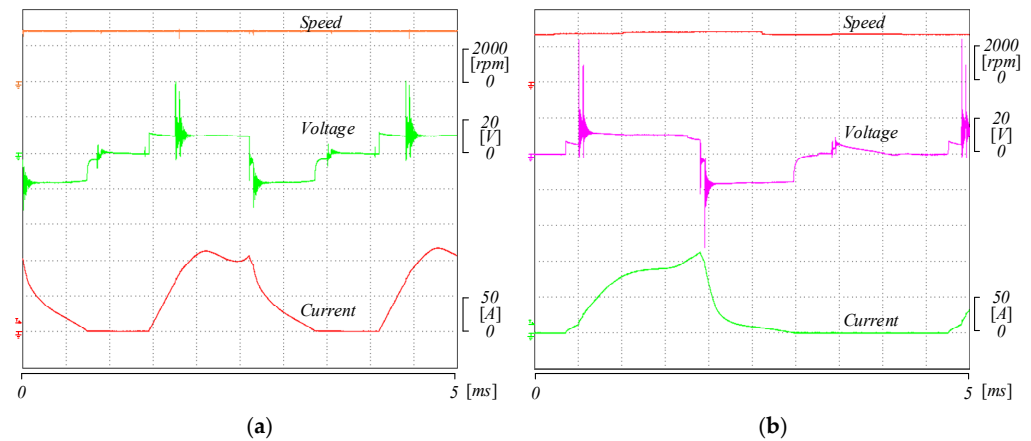 Speed
2000
[rpm]
0
20
[V]
0
Voltage
50
[A]
0
Current
0
5 [ms]
(a)
Speed
2000
[rpm]
0
20
[V]
0
Voltage
50
[A]
0
Current
0
5 [ms]
(b)